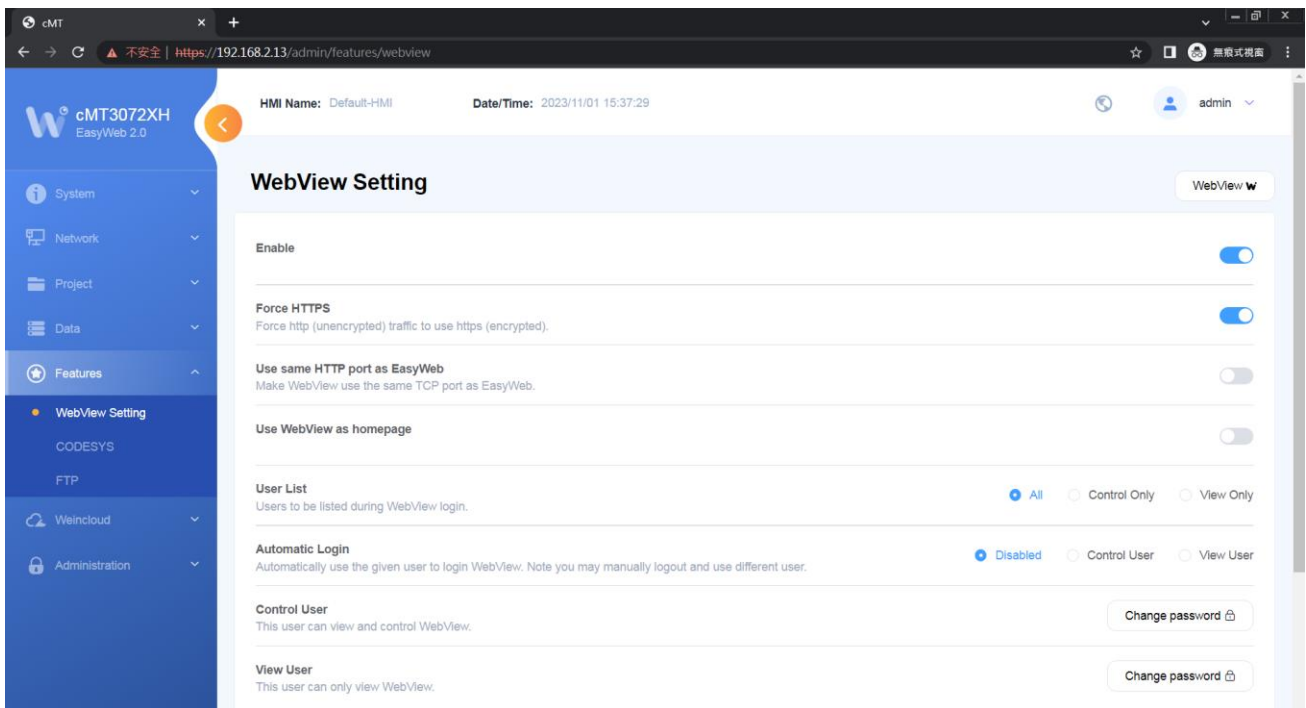 cMT
不安全 | https://192.168.2.13/admin/features/webview
無痕式視窗
cMT3072XH
EasyWeb 2.0
HMI Name: Default-HMI Date/Time: 2023/11/01 15:37:29
admin
System
Network
Project
Data
Features
WebView Setting
CODESYS
FTP
Weincloud
Administration
WebView Setting
WebView
Enable
Force HTTPS
Force http (unencrypted) traffic to use https (encrypted).
Use same HTTP port as EasyWeb
Make WebView use the same TCP port as EasyWeb.
Use WebView as homepage
User List
Users to be listed during WebView login.
All Control Only View Only
Automatic Login
Automatically use the given user to login WebView. Note you may manually logout and use different user.
Disabled Control User View User
Control User
This user can view and control WebView.
Change password
View User
This user can only view WebView.
Change password